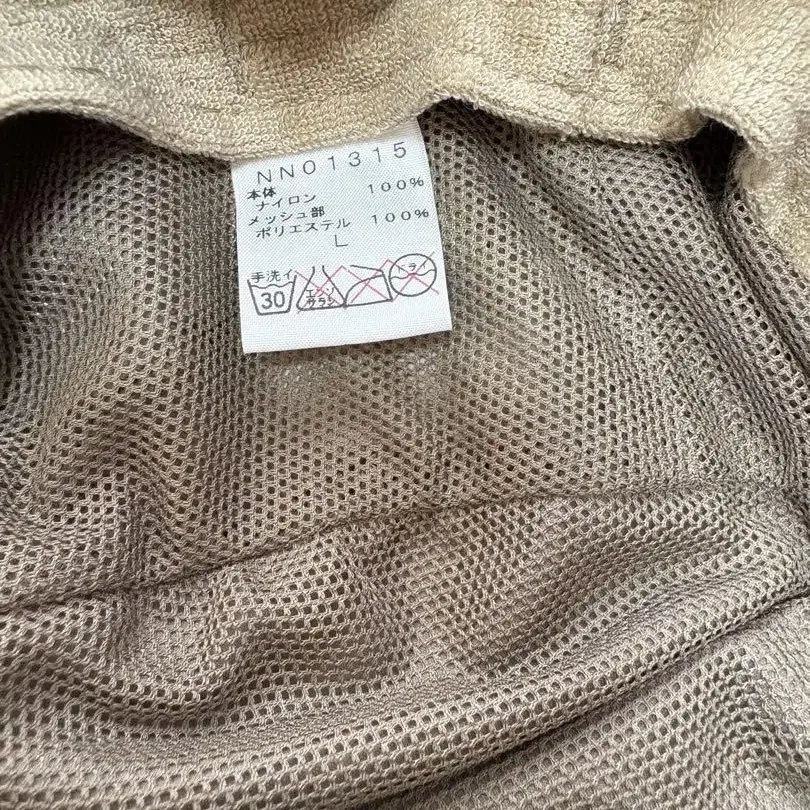 NN01315
本体
ナイロン 100%
メッシュ部
ポリエステル 100%
L
手洗イ
30
エンソ
サラシ
ドライ